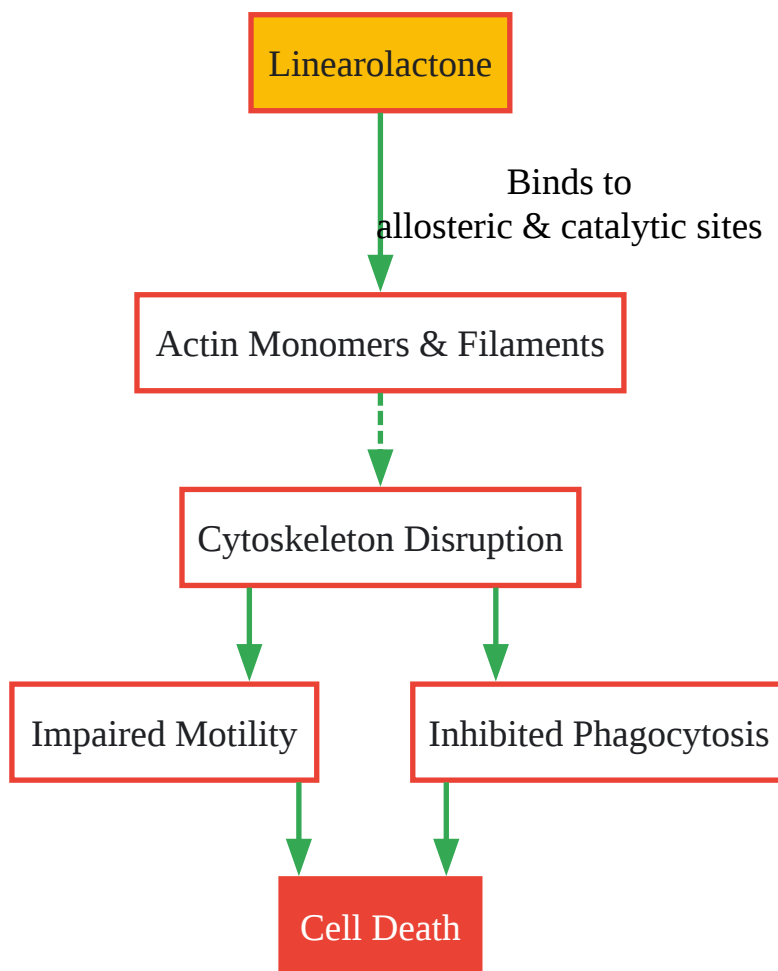 Linearolactone
Binds to
allosteric & catalytic sites
Actin Monomers & Filaments
Cytoskeleton Disruption
Impaired Motility
Inhibited Phagocytosis
Cell Death